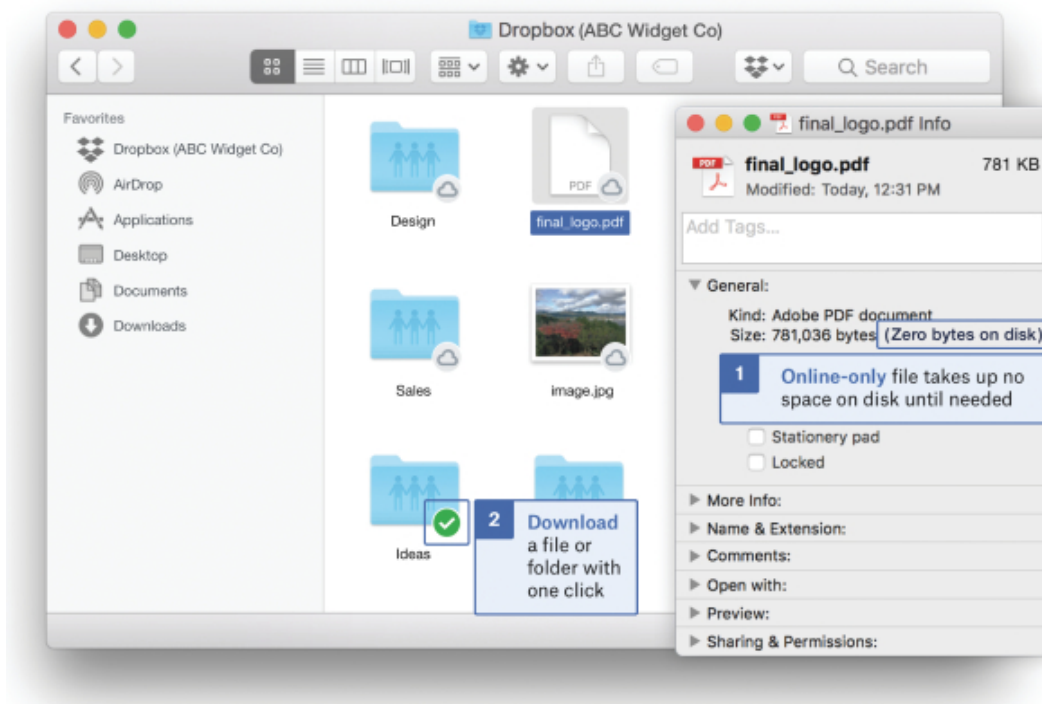 Dropbox (ABC Widget Co)
Search
Favorites
Dropbox (ABC Widget Co)
AirDrop
Applications
Desktop
Documents
Downloads
Design
PDF
final_logo.pdf
Sales
image.jpg
Ideas
2 Download
a file or
folder with
one click
final_logo.pdf Info
PDF
final_logo.pdf 781 KB
Modified: Today, 12:31 PM
Add Tags...
General:
Kind: Adobe PDF document
Size: 781,036 bytes (Zero bytes on disk)
1 Online-only file takes up no
space on disk until needed
Stationery pad
Locked
More Info:
Name & Extension:
Comments:
Open with:
Preview:
Sharing & Permissions: